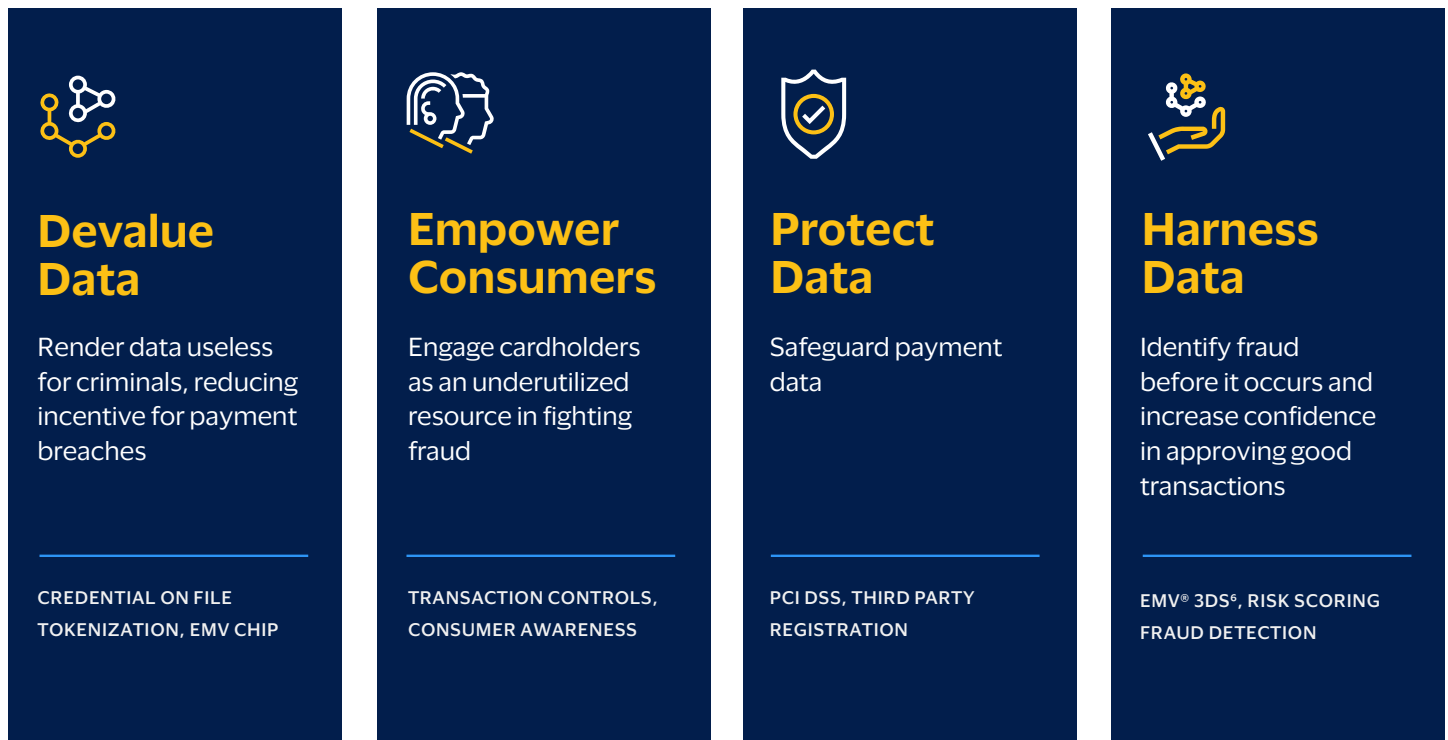 Devalue
Data
Render data useless
for criminals, reducing
incentive for payment
breaches
CREDENTIAL ON FILE
TOKENIZATION, EMV CHIP
Empower
Consumers
Engage cardholders
as an underutilized
resource in fighting
fraud
TRANSACTION CONTROLS,
CONSUMER AWARENESS
Protect
Data
Safeguard payment
data
PCI DSS, THIRD PARTY
REGISTRATION
Harness
Data
Identify fraud
before it occurs and
increase confidence
in approving good
transactions
EMV® 3DS⁶, RISK SCORING
FRAUD DETECTION